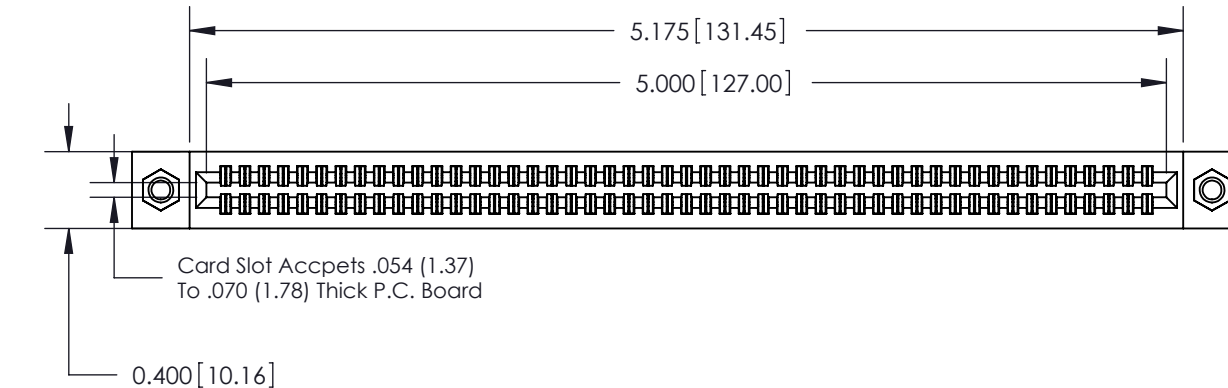 5.175[131.45]
5.000[127.00]
Card Slot Accpets .054 (1.37)
To .070 (1.78) Thick P.C. Board
0.400[10.16]